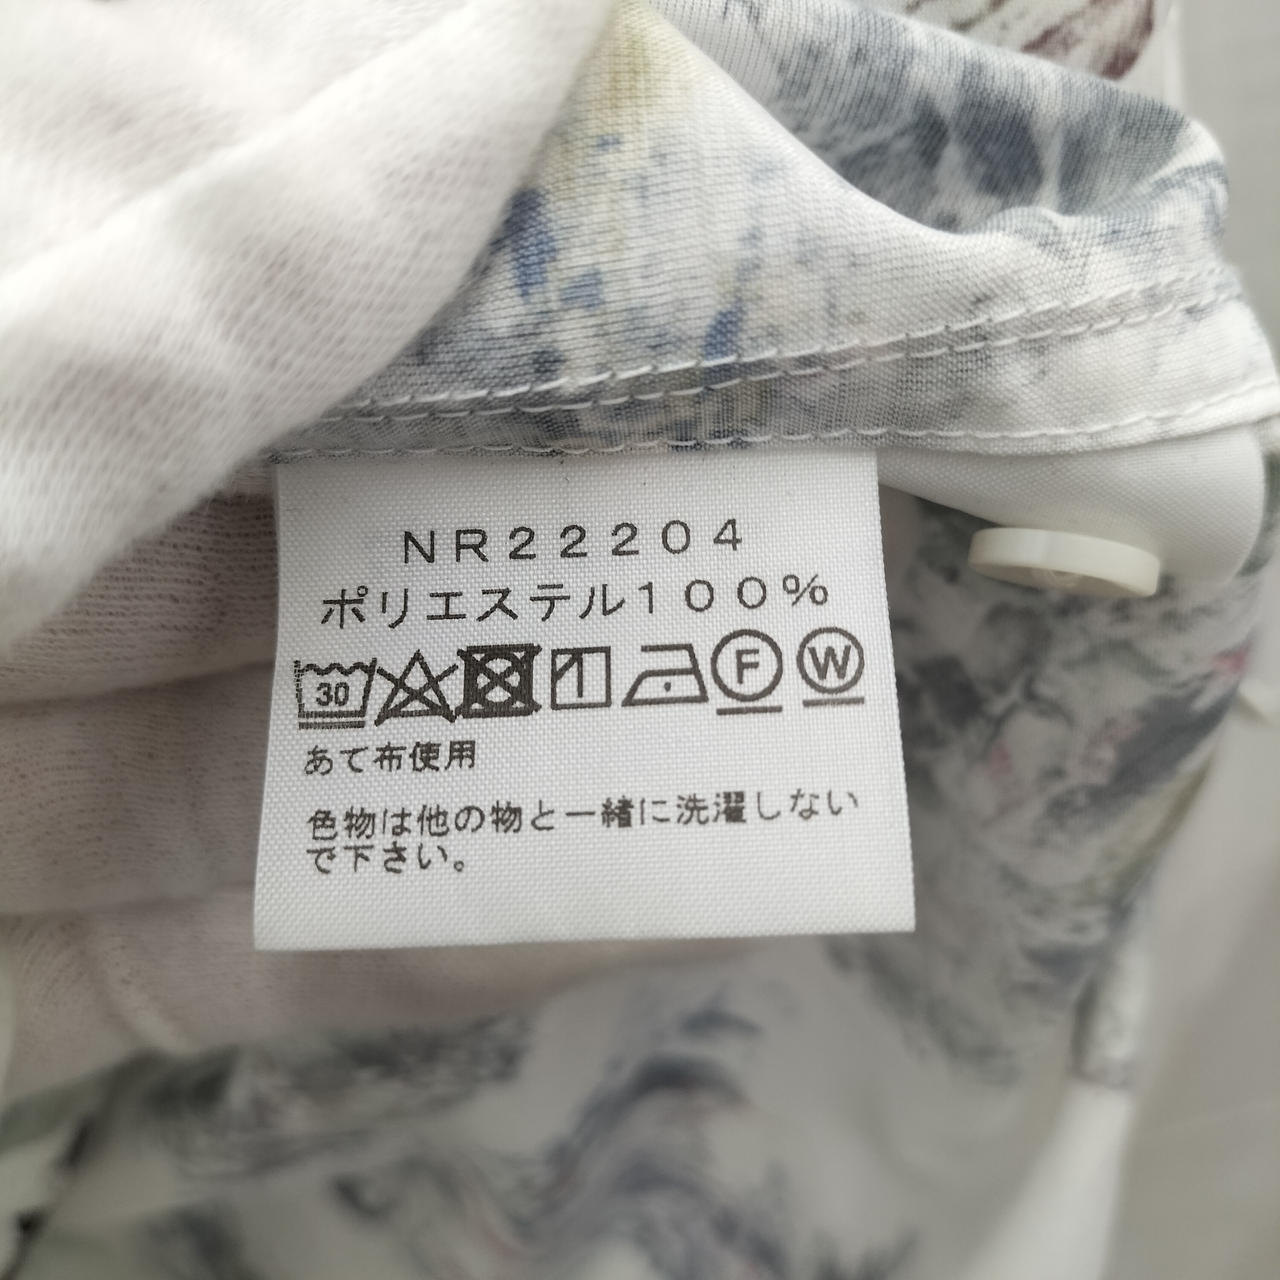 NR22204
ポリエステル100%
30 F W
あて布使用
色物は他の物と一緒に洗濯しない
で下さい。